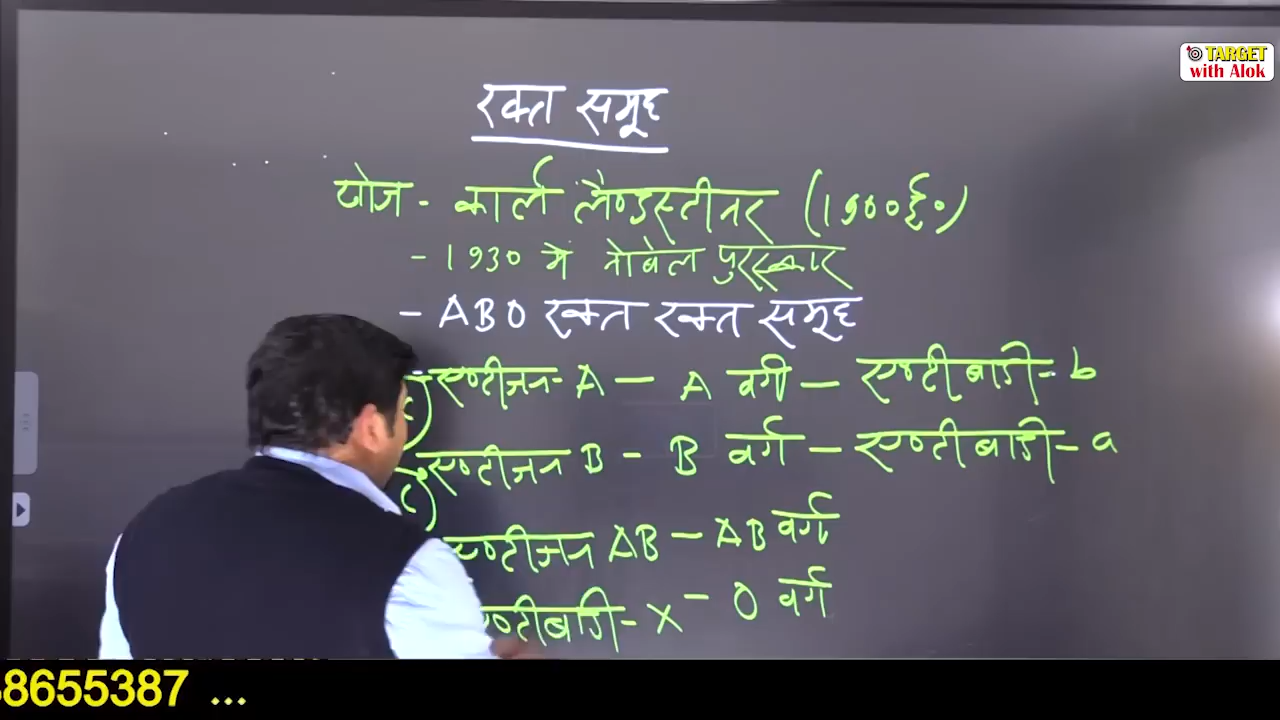 TARGET
with Alok
रक्त समूह
खोज - कार्ल लैण्डस्टीनर (1900ई०)
- 1930 में नोबेल पुरस्कार
- ABO रक्त रक्त समूह
एण्टीजन- A — A वर्ग — एण्टीबाडी- b
एण्टीजन B - B वर्ग — एण्टीबाडी- a
एण्टीजन AB — AB वर्ग
एण्टीबाडी- X - O वर्ग
8655387 ...